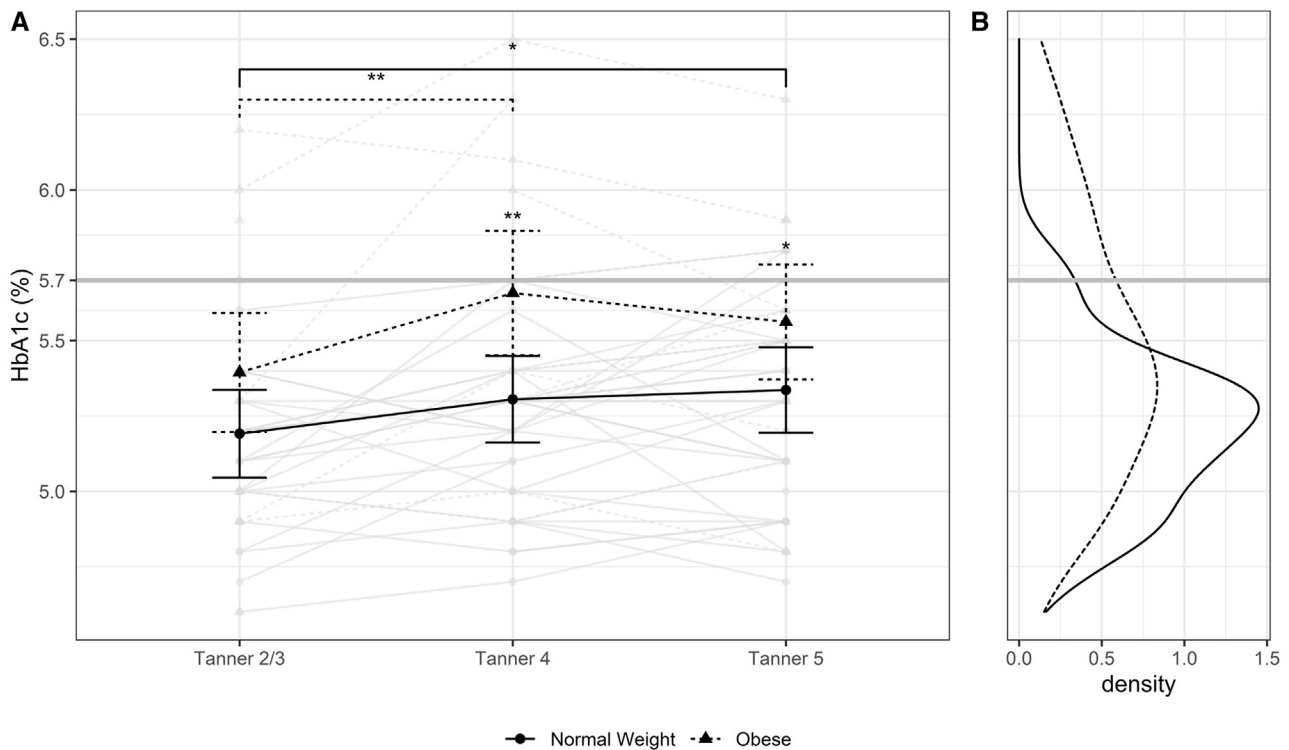 A
B
HbA1c (%)
6.5
6.0
5.7
5.5
5.0
*
**
**
*
Tanner 2/3
Tanner 4
Tanner 5
0.0
0.5
1.0
1.5
density
Normal Weight
Obese